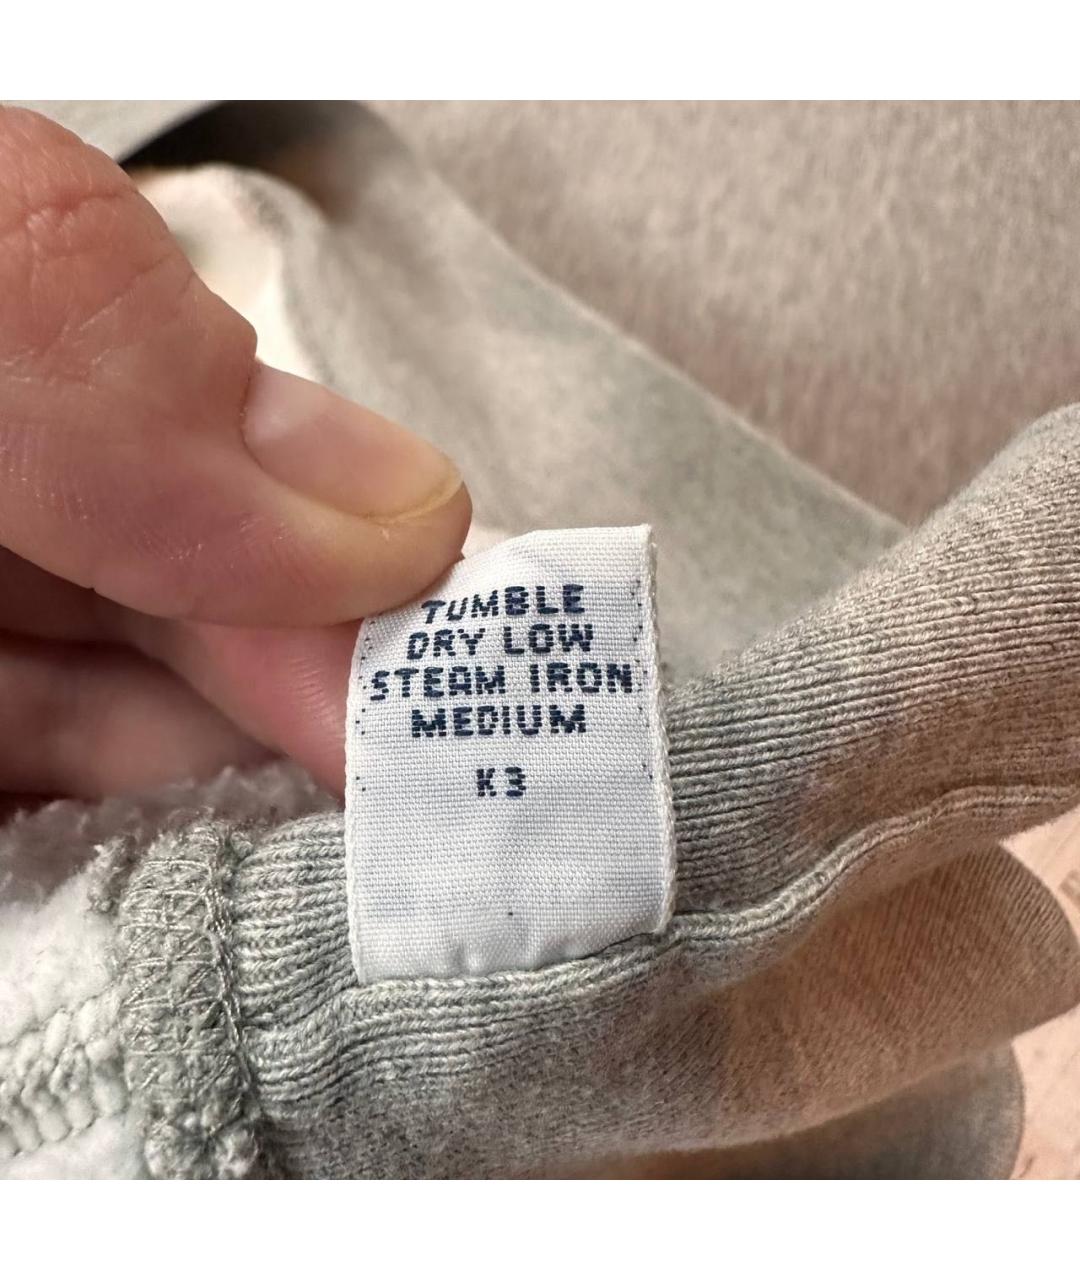 TUMBLE
DRY LOW
STEAM IRON
MEDIUM
K3